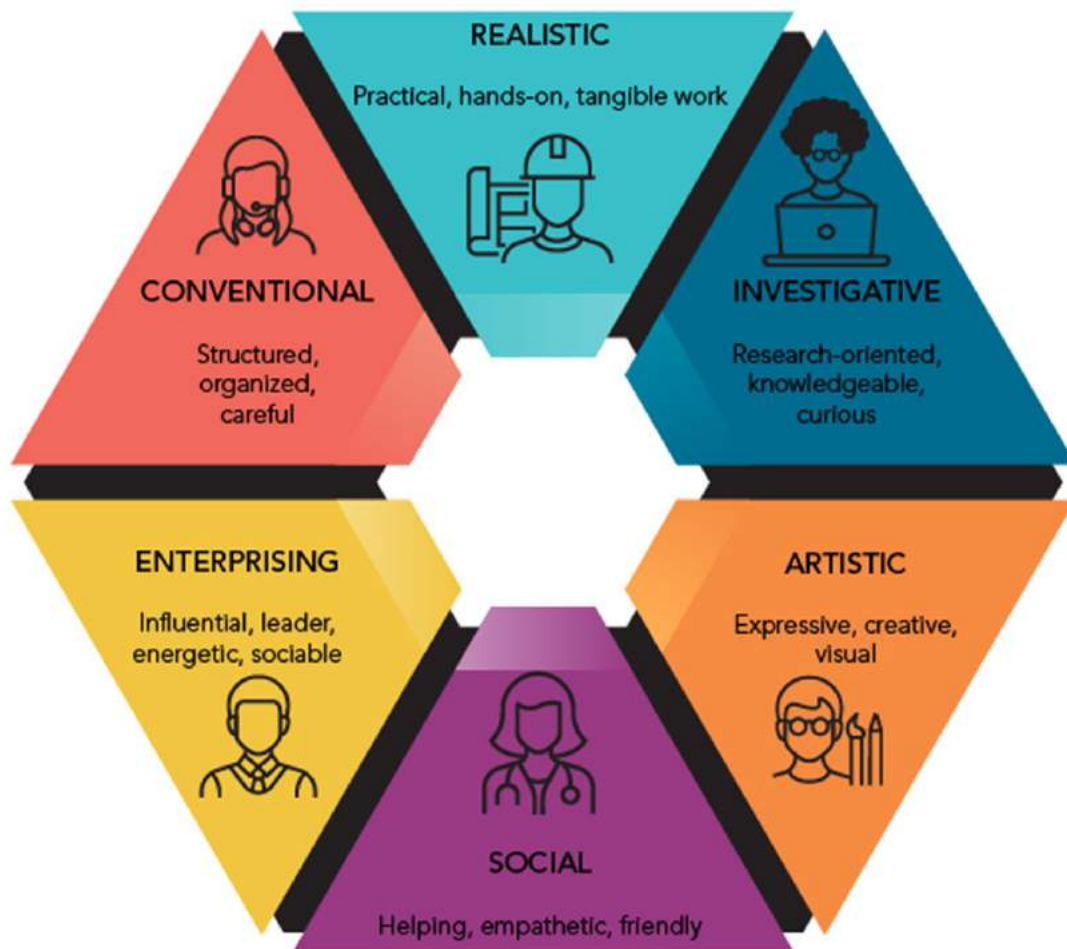 REALISTIC
Practical, hands-on, tangible work
INVESTIGATIVE
Research-oriented,
knowledgeable,
curious
ARTISTIC
Expressive, creative,
visual
SOCIAL
Helping, empathetic, friendly
ENTERPRISING
Influential, leader,
energetic, sociable
CONVENTIONAL
Structured,
organized,
careful